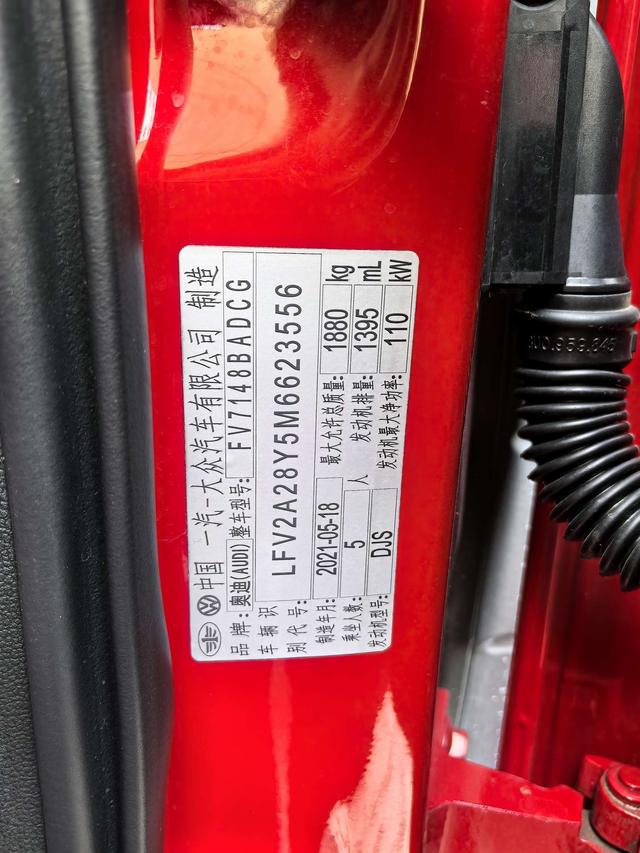 中国 一汽-大众汽车有限公司 制造
品牌: 奥迪(AUDI) 整车型号: FV7148BADCG
车辆识别代号: LFV2A28Y5M6623556
制造年月: 2021-05-18 最大允许总质量: 1880 kg
乘坐人数: 5 人 发动机排量: 1395 mL
发动机型号: DJS 发动机最大净功率: 110 kW